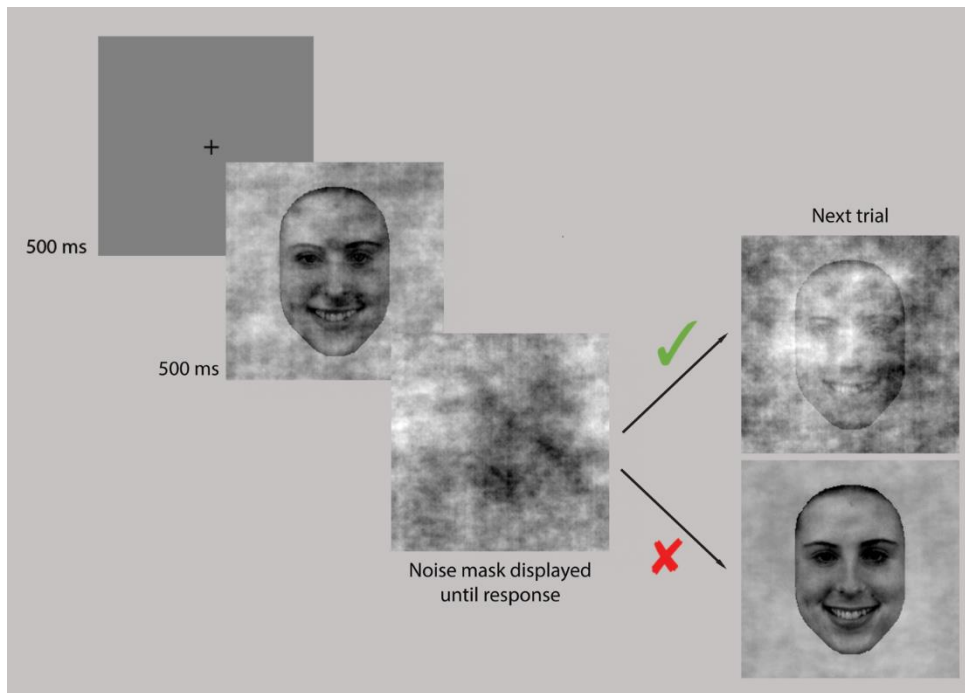 500 ms
500 ms
Noise mask displayed
until response
Next trial